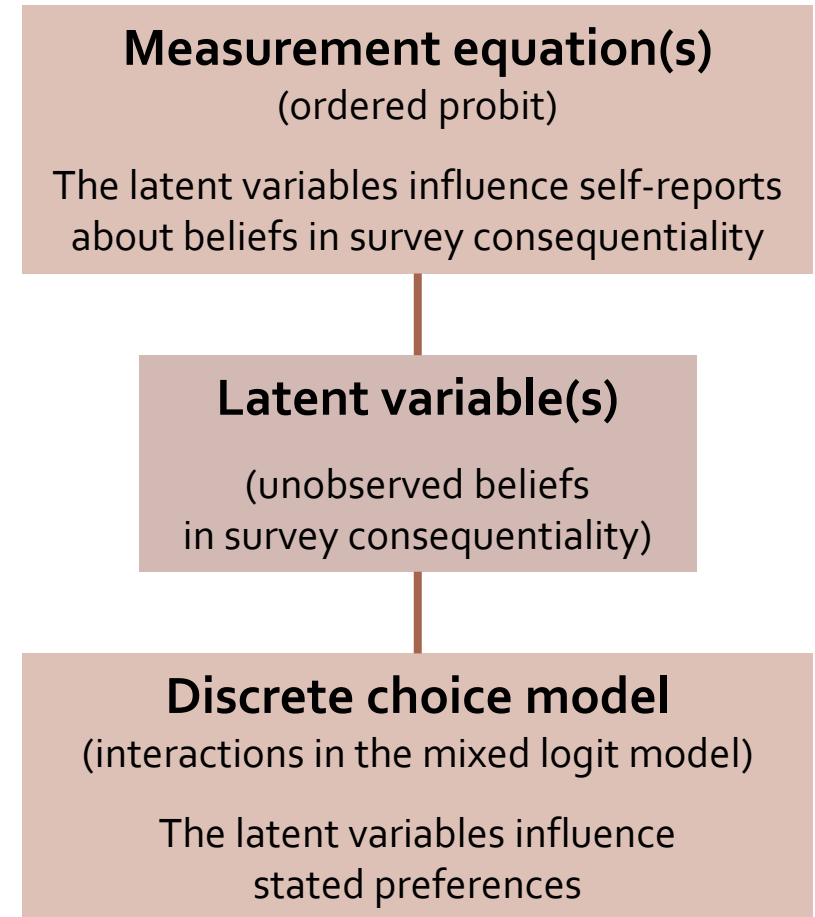 Measurement equation(s)
(ordered probit)
The latent variables influence self-reports
about beliefs in survey consequentiality
Latent variable(s)
(unobserved beliefs
in survey consequentiality)
Discrete choice model
(interactions in the mixed logit model)
The latent variables influence
stated preferences